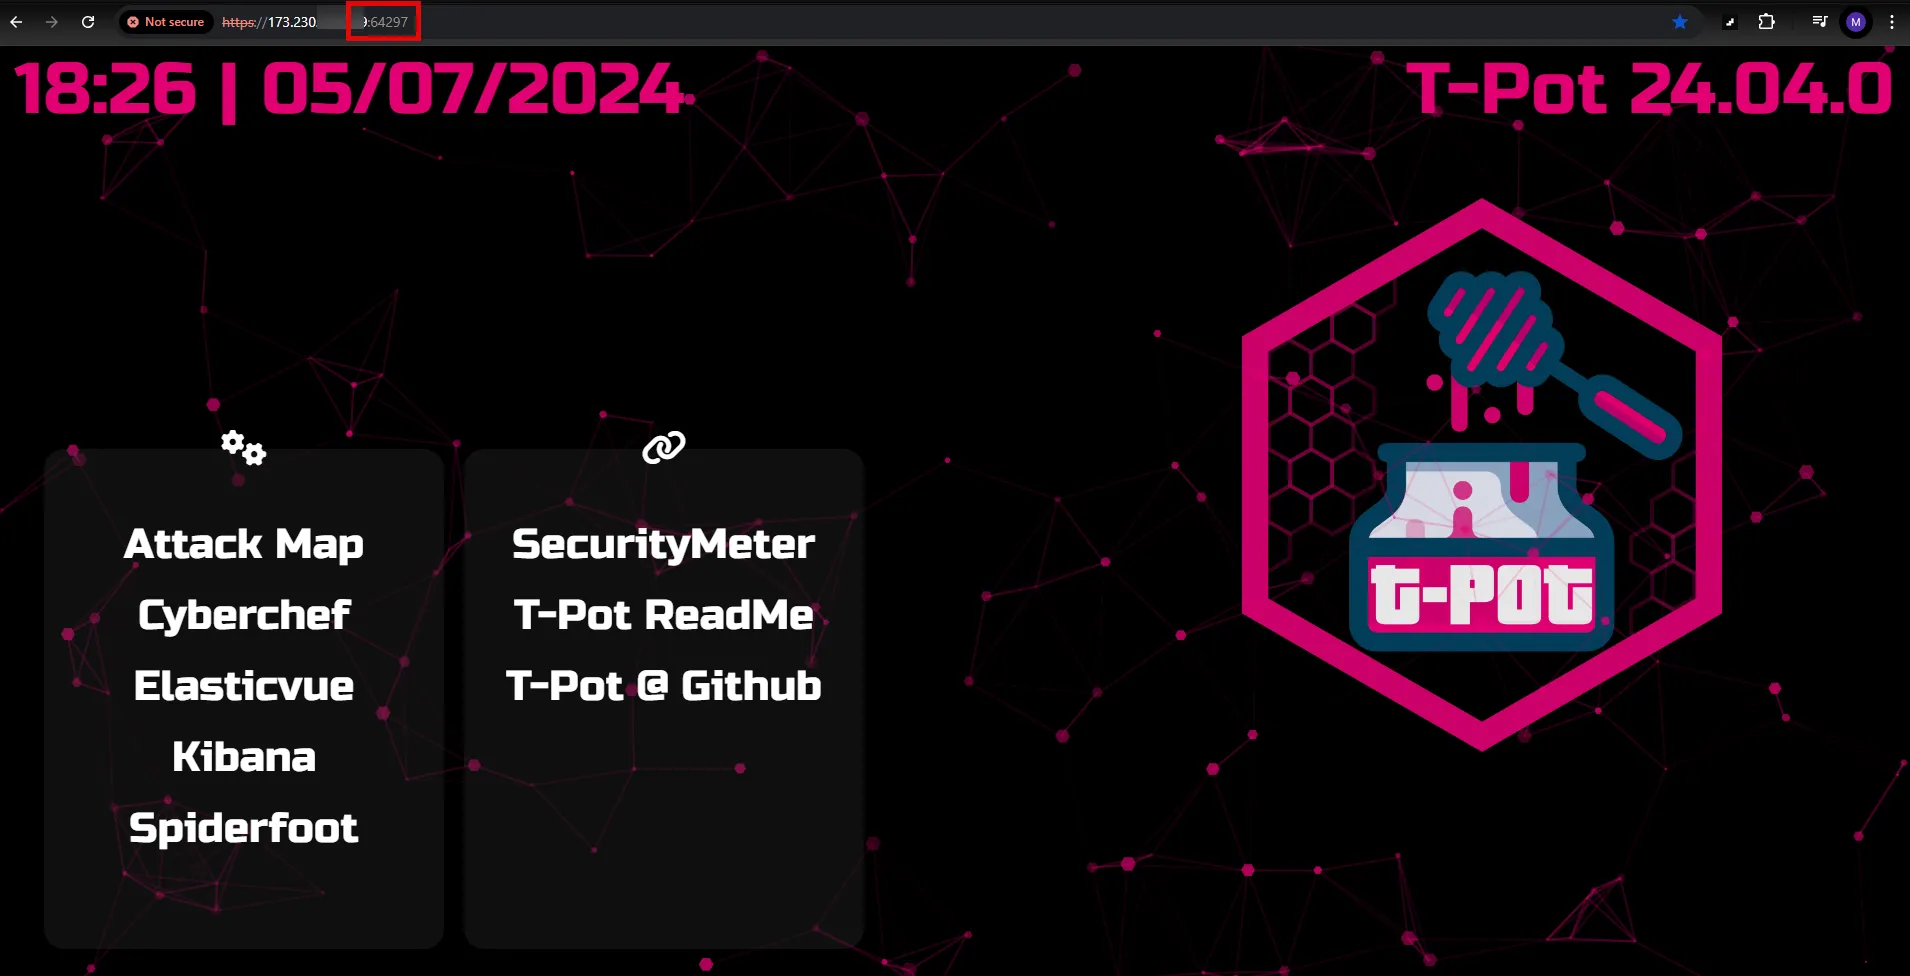 Not secure https://173.230. 9:64297 M
18:26 | 05/07/2024 T-Pot 24.04.0
Attack Map
Cyberchef
Elasticvue
Kibana
Spiderfoot
SecurityMeter
T-Pot ReadMe
T-Pot @ Github
t-pot